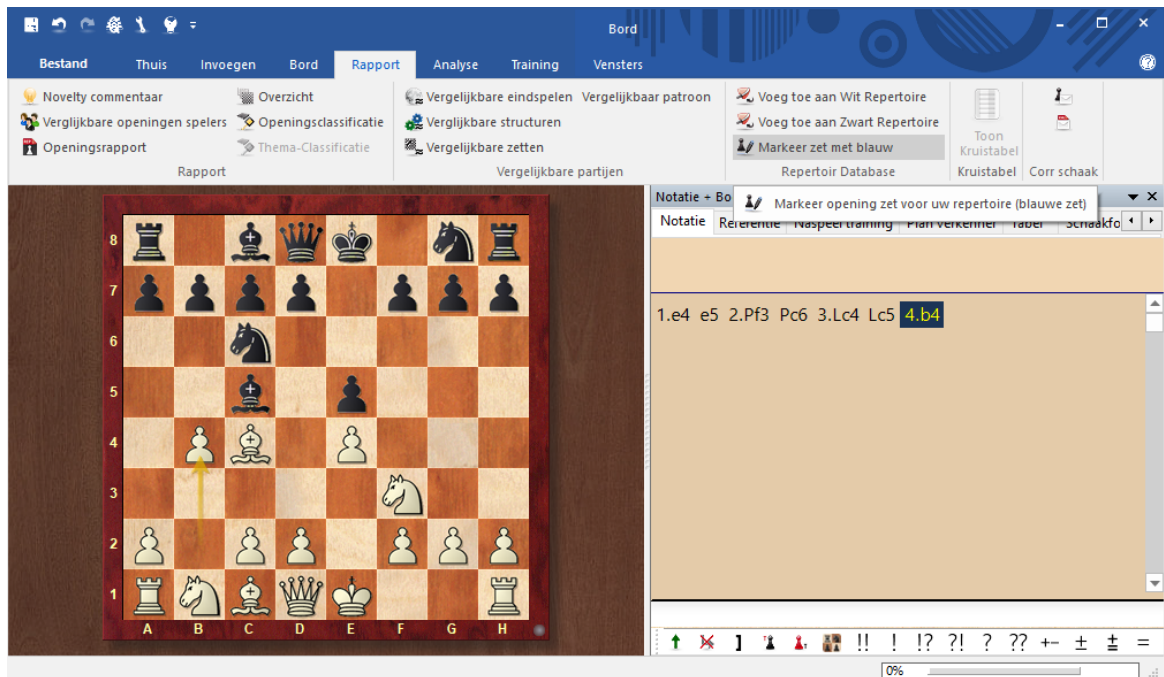 Bord
Bestand Thuis Invoegen Bord Rapport Analyse Training Vensters
Novelty commentaar Overzicht Vergelijkbare eindspelen Vergelijkbaar patroon Voeg toe aan Wit Repertoire
Verglijkbare openingen spelers Openingsclassificatie Verglijkbare structuren Voeg toe aan Zwart Repertoire
Openingsrapport Thema-Classificatie Vergelijkbare zetten Markeer zet met blauw
Toon
Kruistabel
Rapport Vergelijkbare partijen Repertoir Database Kruistabel Corr schaak
Notatie + Bo
Markeer opening zet voor uw repertoire (blauwe zet)
Notatie Referentie Naspeel training Plan verkenner Tabel Schaakfo
1.e4 e5 2.Pf3 Pc6 3.Lc4 Lc5 4.b4
8
7
6
5
4
3
2
1
A B C D E F G H
] !! ! !? ?! ? ?? +− ± ⩲ =
0%